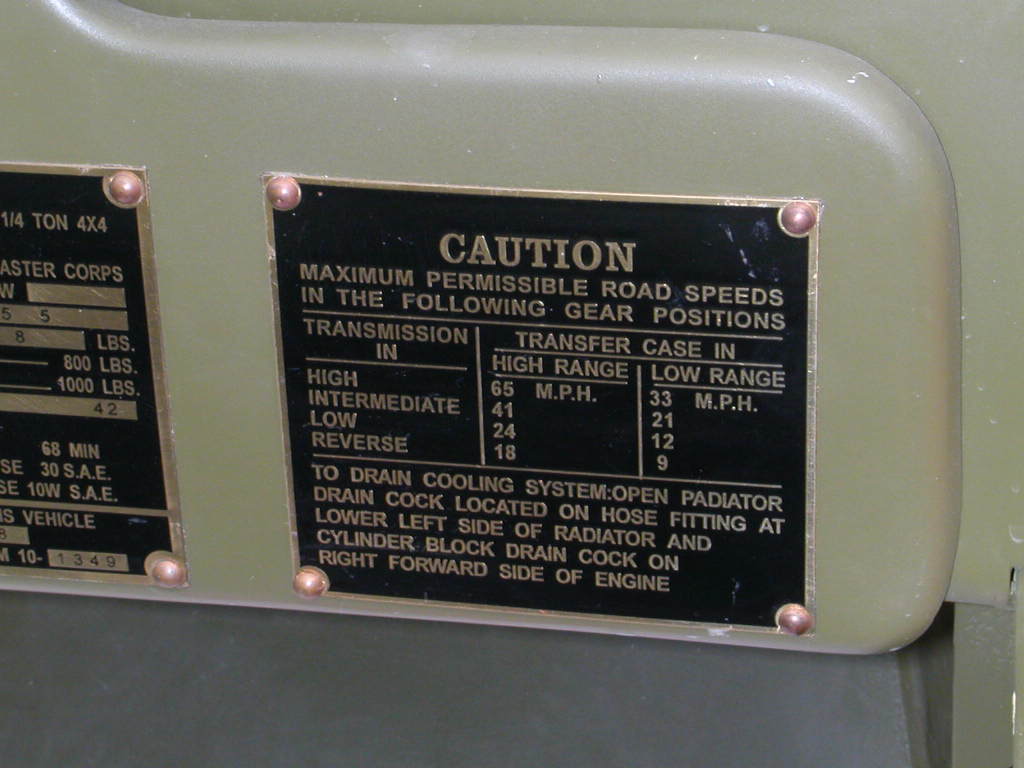 1/4 TON 4X4
ASTER CORPS
W
5 5
8 LBS.
800 LBS.
1000 LBS.
42
68 MIN
SE 30 S.A.E.
SE 10W S.A.E.
IS VEHICLE
8
M 10- 1349
CAUTION
MAXIMUM PERMISSIBLE ROAD SPEEDS
IN THE FOLLOWING GEAR POSITIONS
TRANSMISSION IN TRANSFER CASE IN
HIGH RANGE LOW RANGE
HIGH 65 M.P.H. 33 M.P.H.
INTERMEDIATE 41 21
LOW 24 12
REVERSE 18 9
TO DRAIN COOLING SYSTEM:OPEN PADIATOR
DRAIN COCK LOCATED ON HOSE FITTING AT
LOWER LEFT SIDE OF RADIATOR AND
CYLINDER BLOCK DRAIN COCK ON
RIGHT FORWARD SIDE OF ENGINE